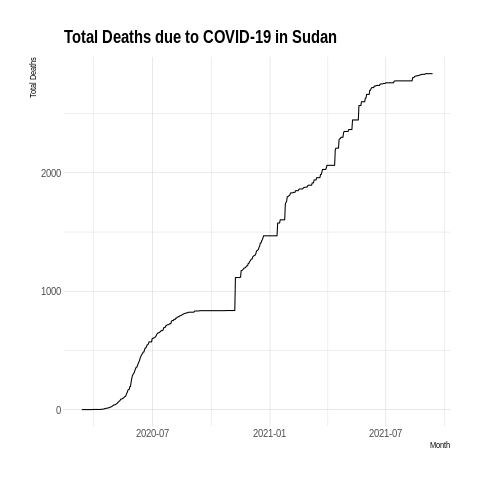 Total Deaths due to COVID-19 in Sudan
Total Deaths
2000
1000
0
2020-07
2021-01
2021-07
Month